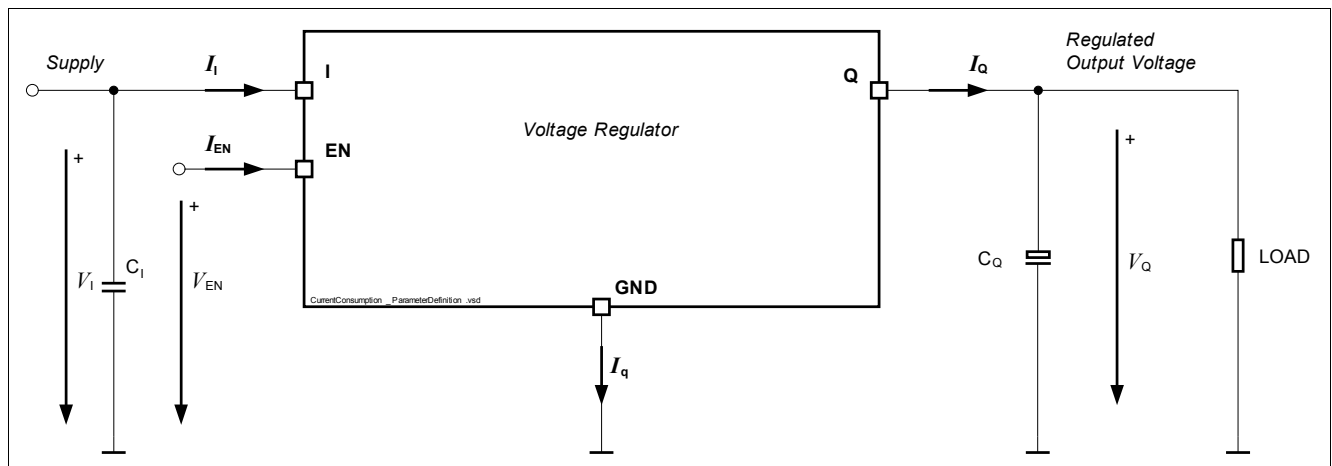 Supply
I_I
I
I_EN
EN
Voltage Regulator
Q
I_Q
Regulated
Output Voltage
+
+
+
V_I
C_I
V_EN
CurrentConsumption _ ParameterDefinition .vsd
GND
I_q
C_Q
V_Q
LOAD